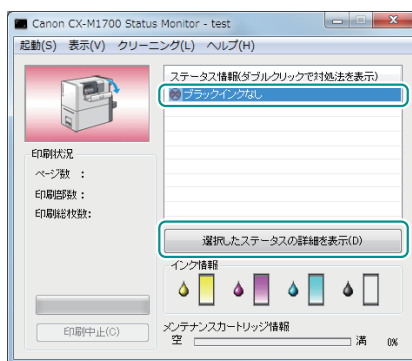 Canon CX-M1700 Status Monitor - test
起動(S) 表示(V) クリーニング(L) ヘルプ(H)
ステータス情報(ダブルクリックで対処法を表示)
ブラックインクなし
印刷状況
ページ数 :
印刷部数 :
印刷総枚数:
選択したステータスの詳細を表示(D)
インク情報
印刷中止(C)
メンテナンスカートリッジ情報
空 満 0%